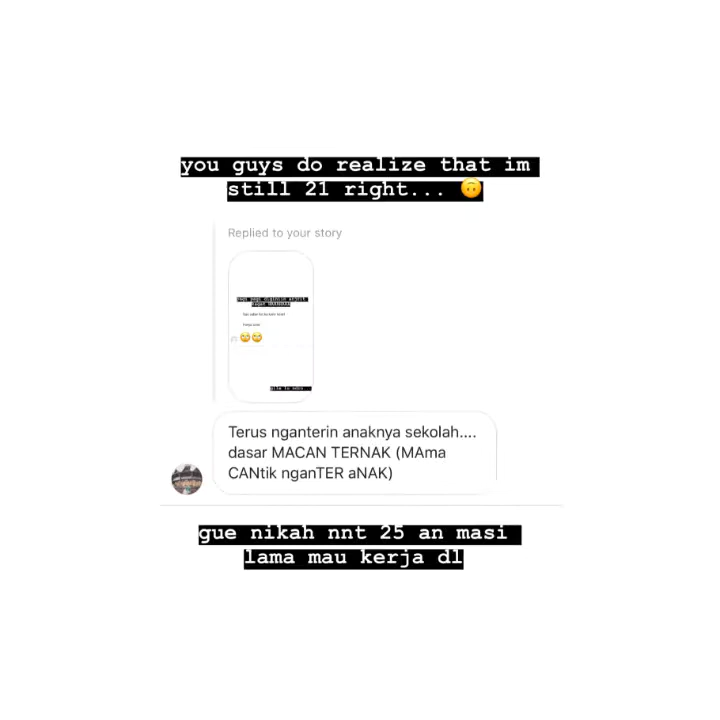 you guys do realize that im
still 21 right... 🙃
Replied to your story
Terus nganterin anaknya sekolah....
dasar MACAN TERNAK (MAma
CANtik nganTER aNAK)
gue nikah nnt 25 an masi
lama mau kerja dl